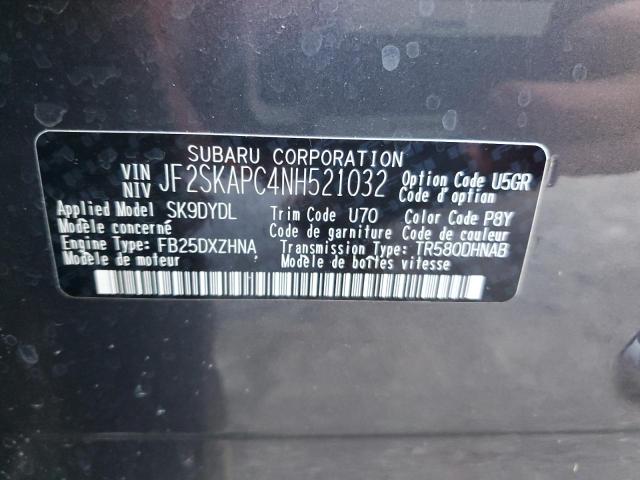 SUBARU CORPORATION
VIN
NIV JF2SKAPC4NH521032 Option Code U5GR
Code d'option
Applied Model SK9DYDL Trim Code U70 Color Code P8Y
Modèle concerné Code de garniture Code de couleur
Engine Type: FB25DXZHNA Transmission Type: TR580DHNAB
Modèle de moteur Modèle de boîtes vitesse